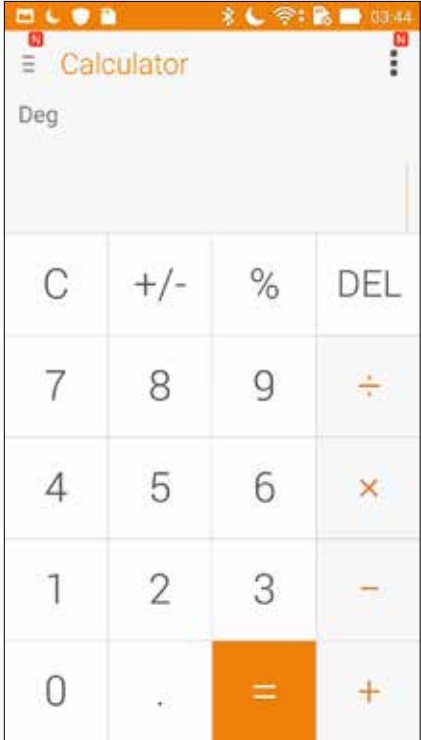 03:44
N N
Calculator
Deg
C +/- % DEL
7 8 9 ÷
4 5 6 ×
1 2 3 −
0 . = +